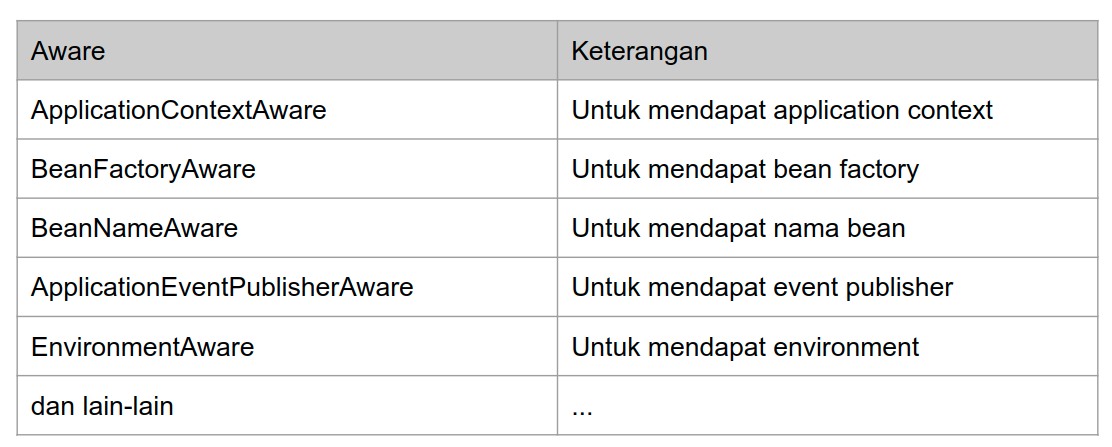 Aware Keterangan
ApplicationContextAware Untuk mendapat application context
BeanFactoryAware Untuk mendapat bean factory
BeanNameAware Untuk mendapat nama bean
ApplicationEventPublisherAware Untuk mendapat event publisher
EnvironmentAware Untuk mendapat environment
dan lain-lain ...